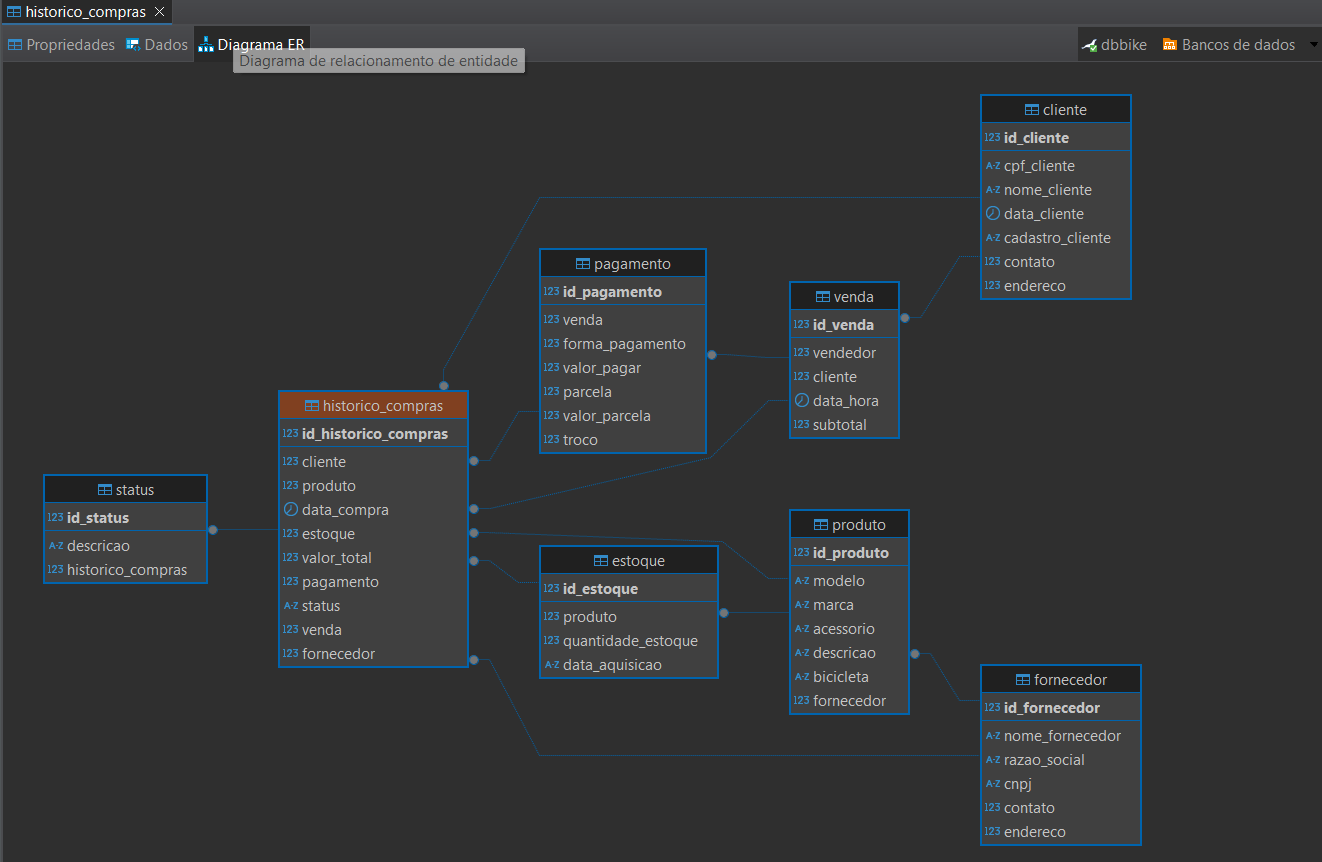 historico_compras
Propriedades Dados Diagrama ER dbbike Bancos de dados
Diagrama de relacionamento de entidade
cliente
123 id_cliente
A-Z cpf_cliente
A-Z nome_cliente
data_cliente
A-Z cadastro_cliente
123 contato
123 endereco
pagamento
123 id_pagamento
123 venda
123 forma_pagamento
123 valor_pagar
123 parcela
123 valor_parcela
123 troco
venda
123 id_venda
123 vendedor
123 cliente
data_hora
123 subtotal
historico_compras
123 id_historico_compras
123 cliente
123 produto
data_compra
123 estoque
123 valor_total
123 pagamento
A-Z status
123 venda
123 fornecedor
status
123 id_status
A-Z descricao
123 historico_compras
estoque
123 id_estoque
123 produto
123 quantidade_estoque
A-Z data_aquisicao
produto
123 id_produto
A-Z modelo
A-Z marca
A-Z acessorio
A-Z descricao
A-Z bicicleta
123 fornecedor
fornecedor
123 id_fornecedor
A-Z nome_fornecedor
A-Z razao_social
A-Z cnpj
123 contato
123 endereco